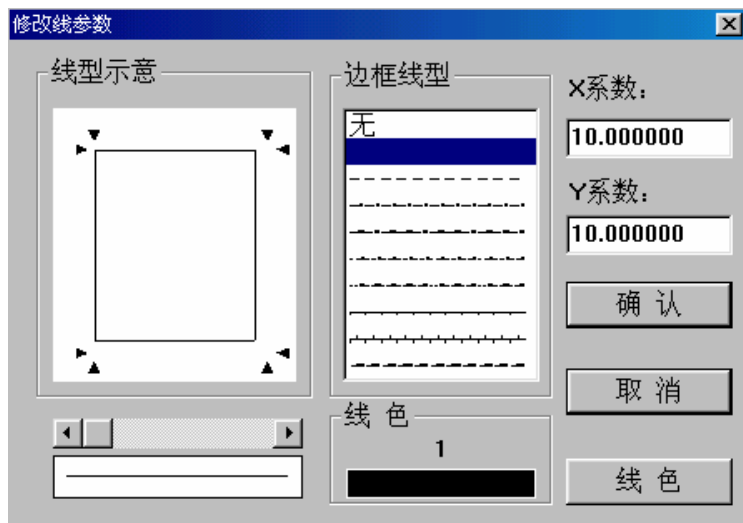 修改线参数
线型示意
边框线型
无
X系数：
10.000000
Y系数：
10.000000
确 认
取 消
线 色
1
线 色